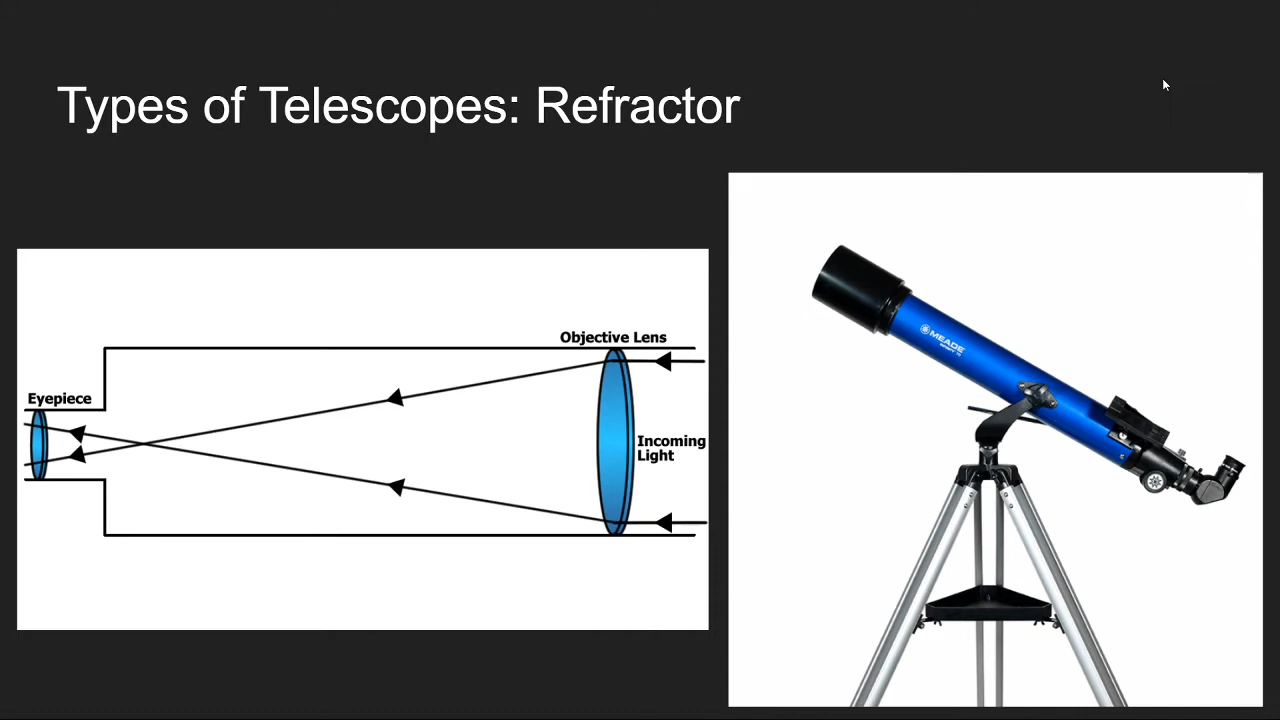 Types of Telescopes: Refractor
Objective Lens
Eyepiece
Incoming
Light
MEADE